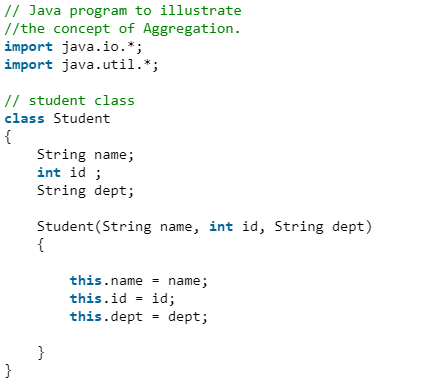 // Java program to illustrate
//the concept of Aggregation.
import java.io.*;
import java.util.*;
// student class
class Student
{
String name;
int id ;
String dept;
Student(String name, int id, String dept)
{
this.name = name;
this.id = id;
this.dept = dept;
}
}